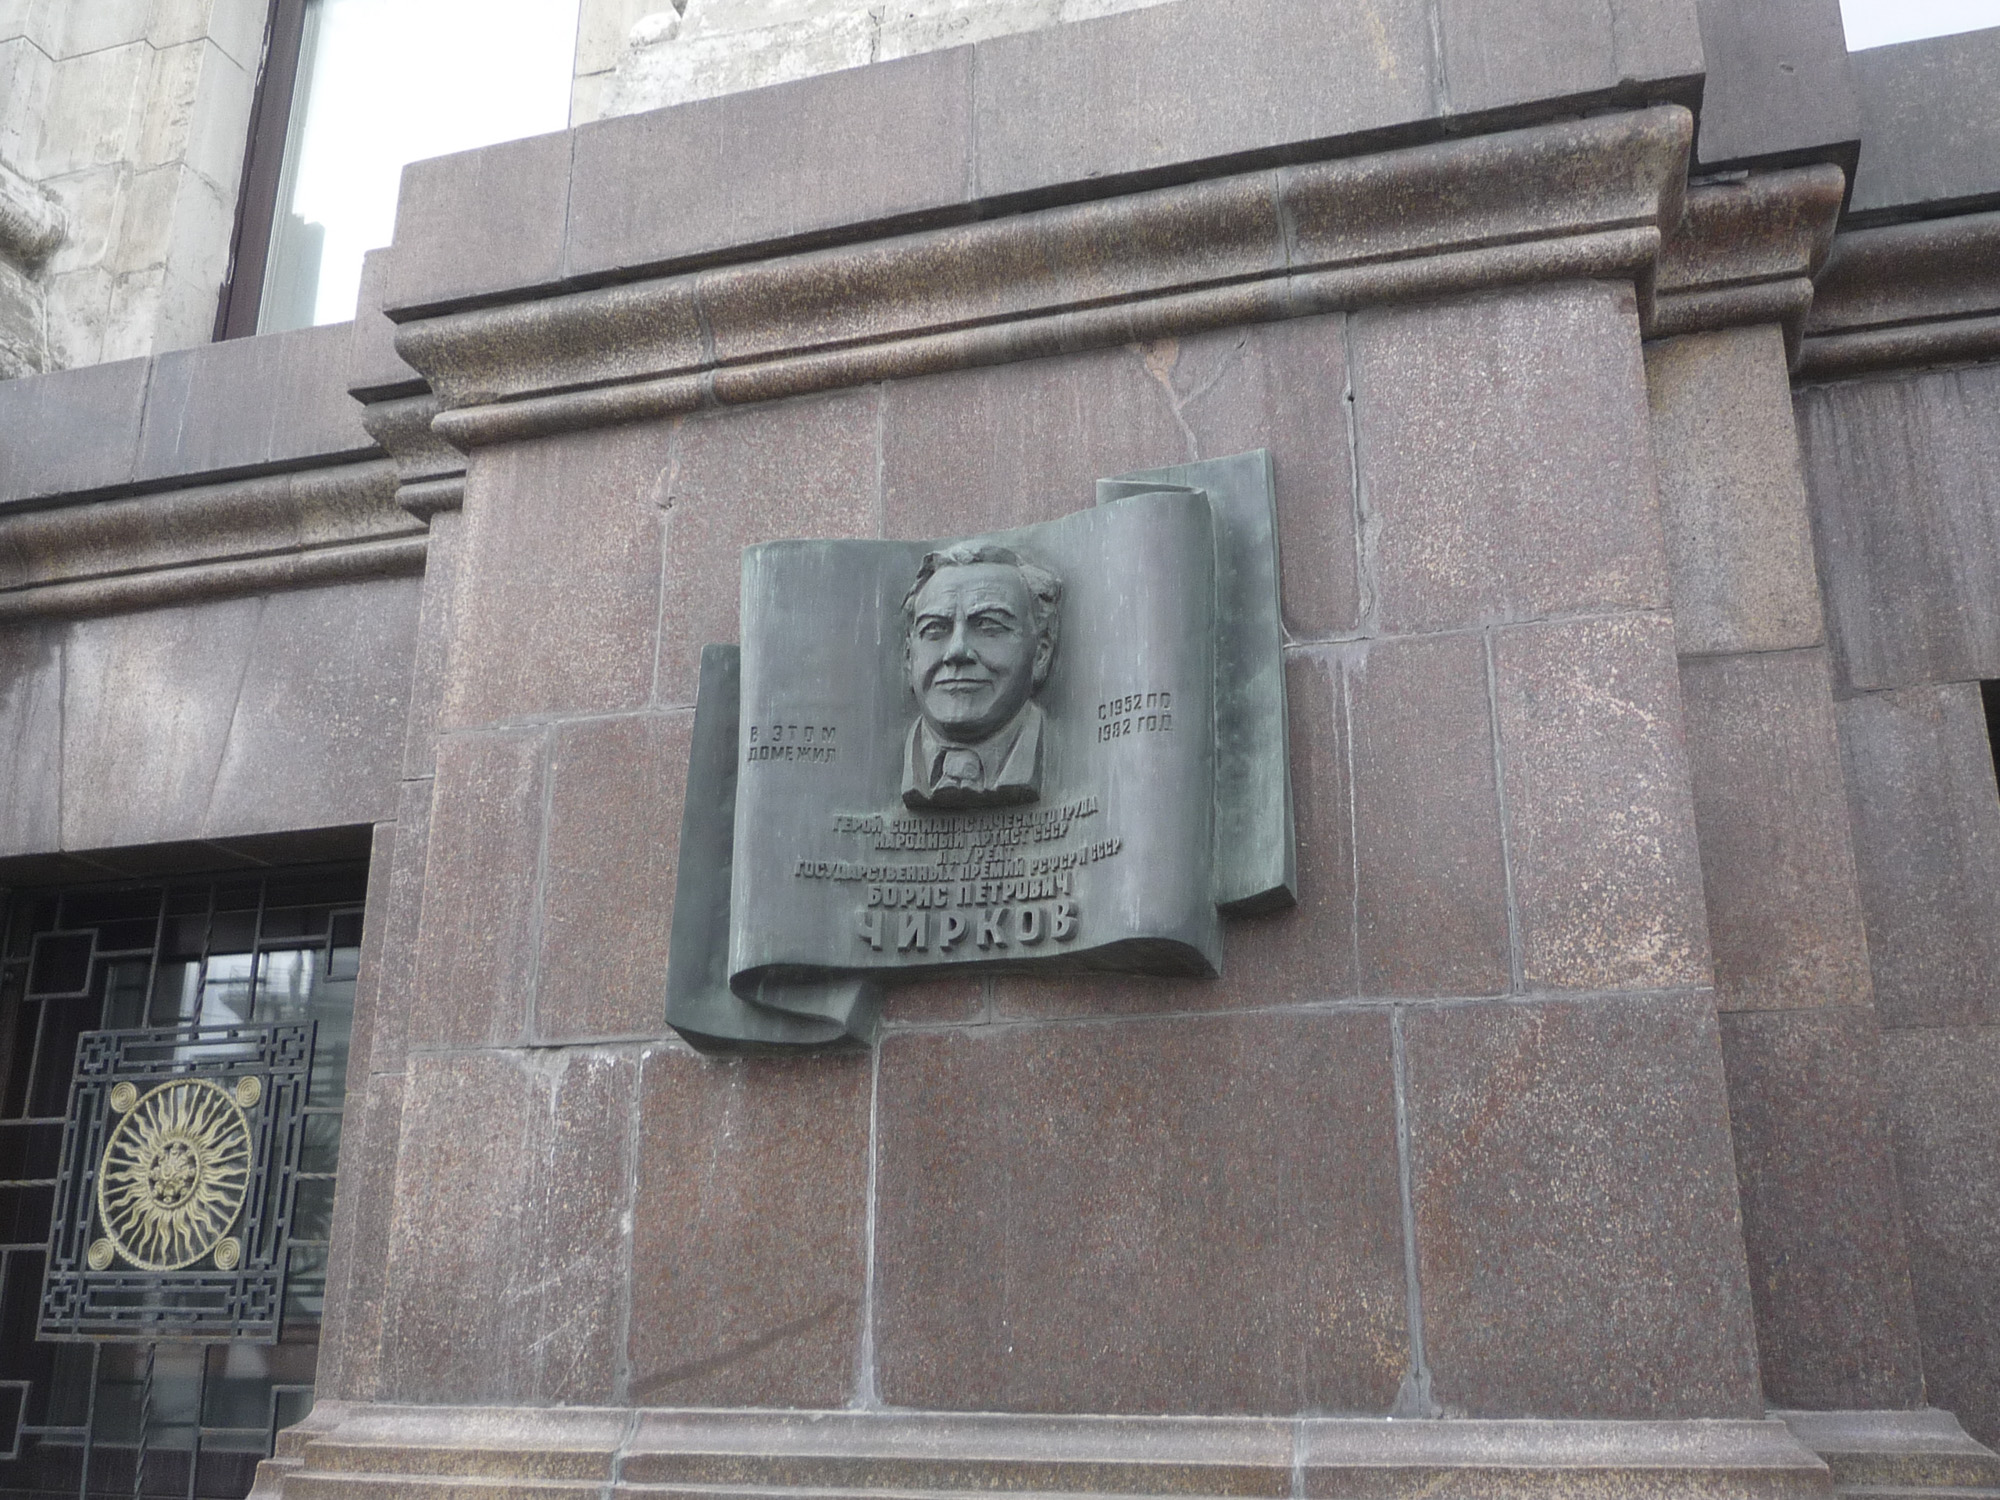 В ЭТОМ
ДОМЕ ЖИЛ
С 1952 ПО
1982 ГОД
ГЕРОЙ СОЦИАЛИСТИЧЕСКОГО ТРУДА
НАРОДНЫЙ АРТИСТ СССР
ЛАУРЕАТ
ГОСУДАРСТВЕННЫХ ПРЕМИЙ РСФСР И СССР
БОРИС ПЕТРОВИЧ
ЧИРКОВ